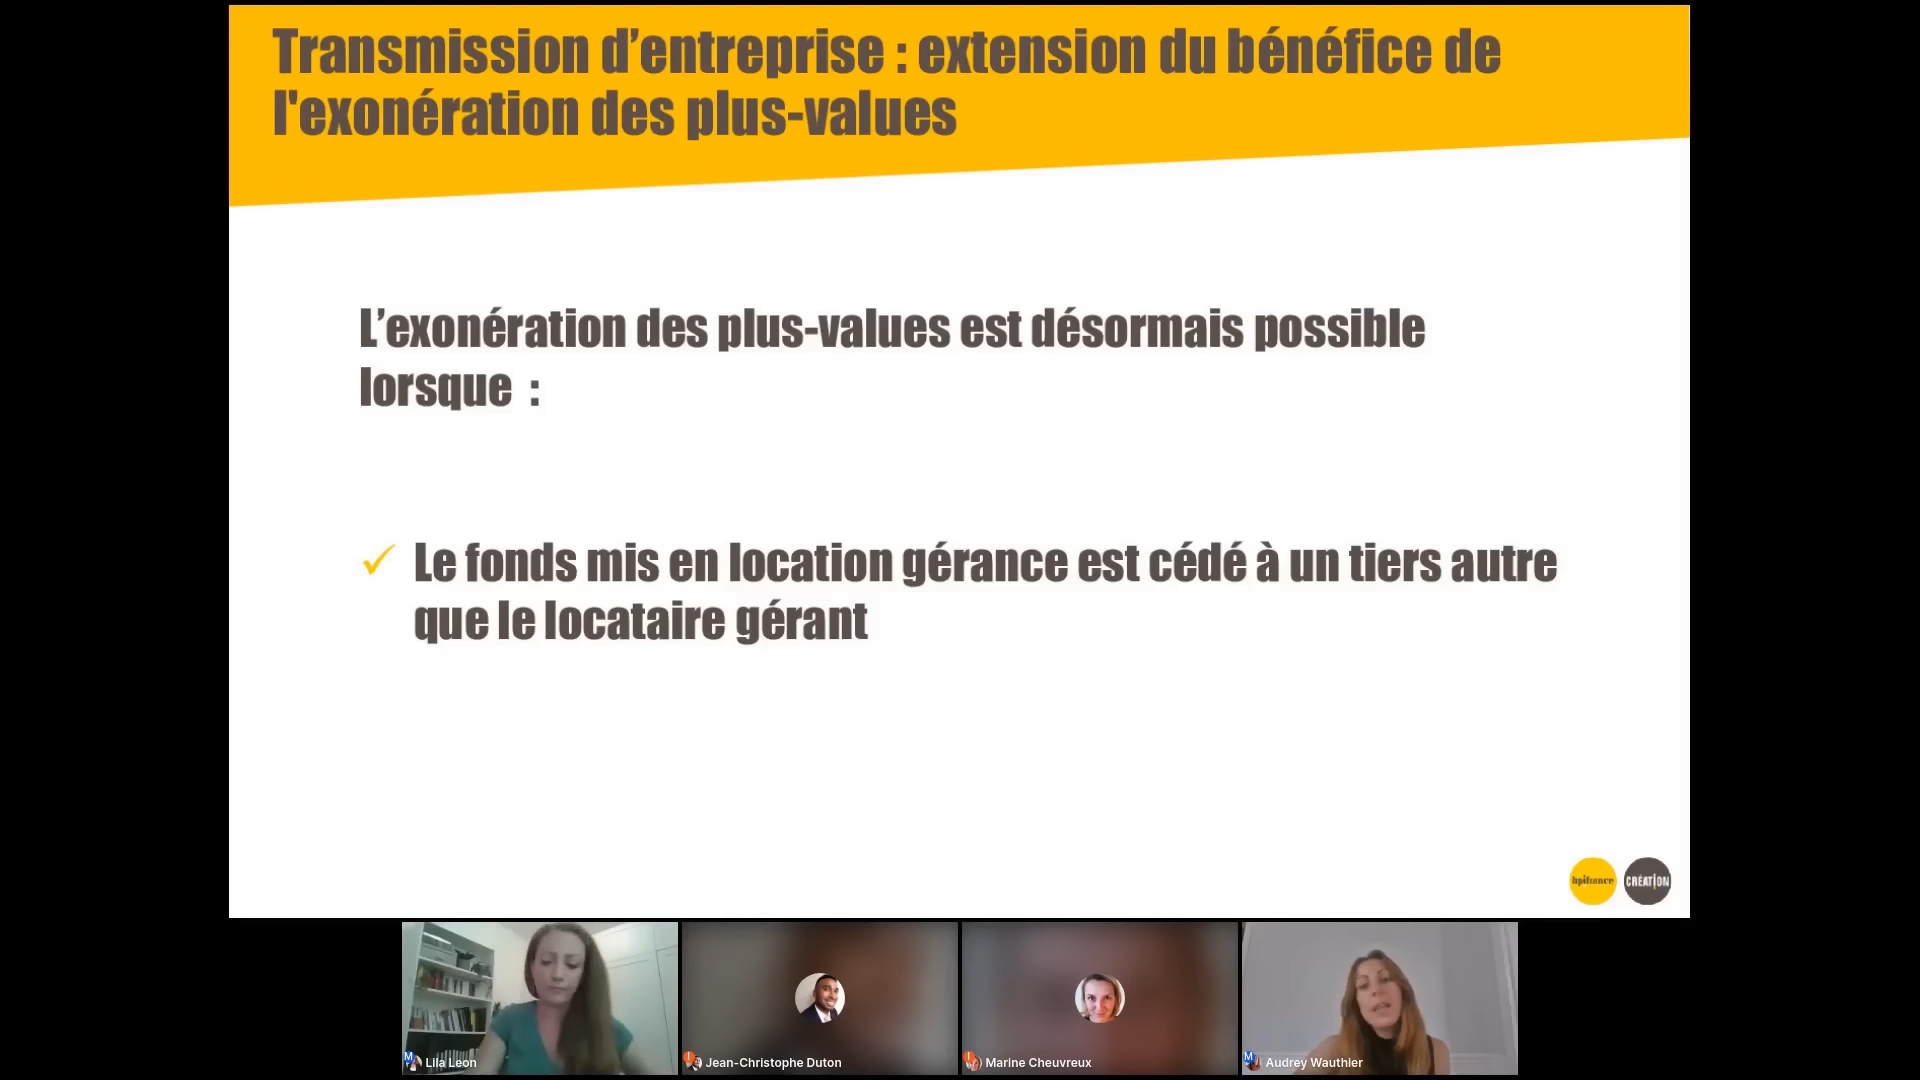 Transmission d’entreprise : extension du bénéfice de
l'exonération des plus-values
L’exonération des plus-values est désormais possible
lorsque :
✓ Le fonds mis en location gérance est cédé à un tiers autre
que le locataire gérant
bpifrance CRÉATION
M Lila Leon
I Jean-Christophe Duton
I Marine Cheuvreux
M Audrey Wauthier